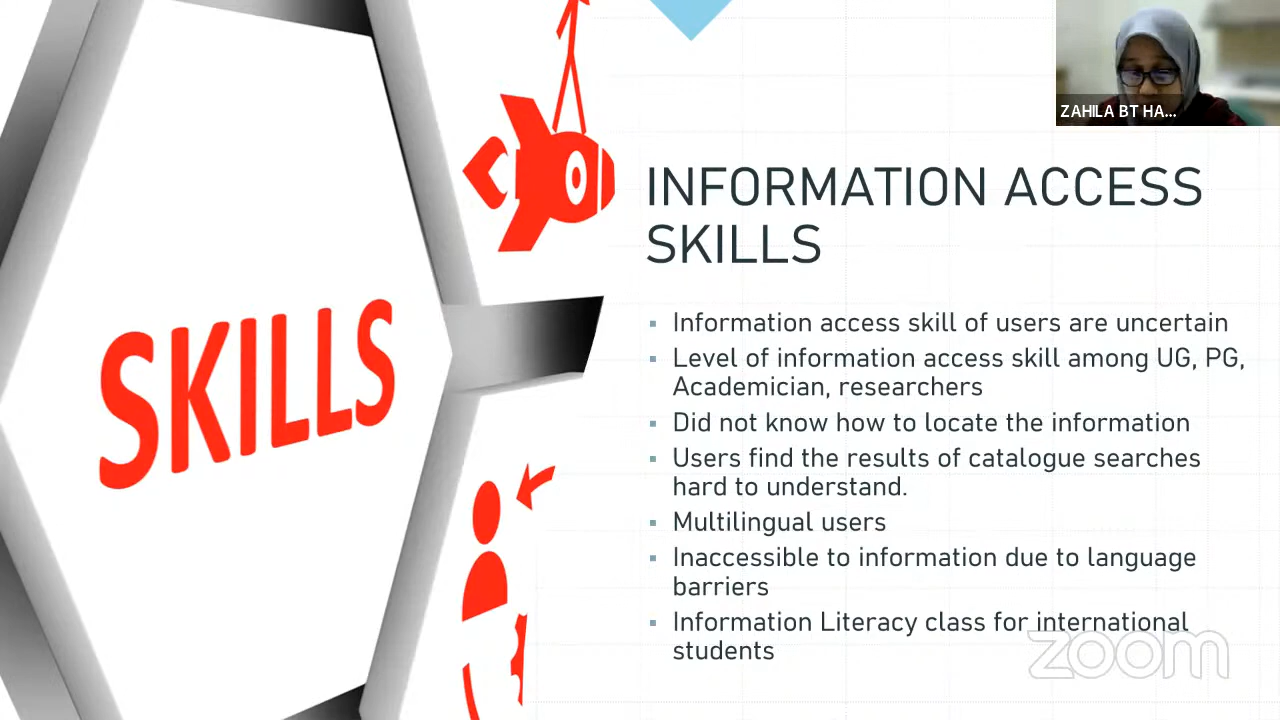 ZAHILA BT HA...
INFORMATION ACCESS
SKILLS
SKILLS
Information access skill of users are uncertain
Level of information access skill among UG, PG,
Academician, researchers
Did not know how to locate the information
Users find the results of catalogue searches
hard to understand.
Multilingual users
Inaccessible to information due to language
barriers
Information Literacy class for international
students
zoom